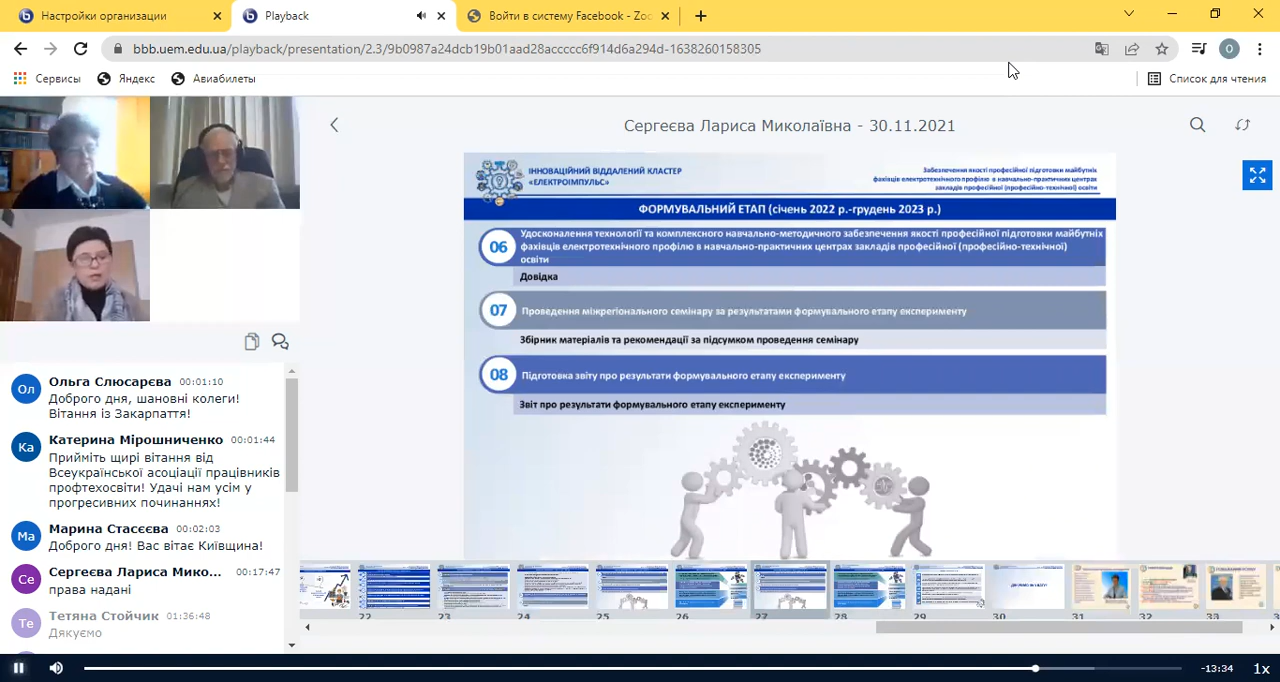 Настройки организации
Playback
Войти в систему Facebook - Zoo
bbb.uem.edu.ua/playback/presentation/2.3/9b0987a24dcb19b01aad28accccc6f914d6a294d-1638260158305
Сервисы
Яндекс
Авиабилеты
Список для чтения
Сергеєва Лариса Миколаївна - 30.11.2021
ІННОВАЦІЙНИЙ ВІДДАЛЕНИЙ КЛАСТЕР
«ЕЛЕКТРОІМПУЛЬС»
Забезпечення якості професійної підготовки майбутніх
фахівців електротехнічного профілю в навчально-практичних центрах
закладів професійної (професійно-технічної) освіти
ФОРМУВАЛЬНИЙ ЕТАП (січень 2022 р.-грудень 2023 р.)
06
Удосконалення технології та комплексного навчально-методичного забезпечення якості професійної підготовки майбутніх
фахівців електротехнічного профілю в навчально-практичних центрах закладів професійної (професійно-технічної)
освіти
Довідка
07
Проведення міжрегіонального семінару за результатами формувального етапу експерименту
Збірник матеріалів та рекомендації за підсумком проведення семінару
08
Підготовка звіту про результати формувального етапу експерименту
Звіт про результати формувального етапу експерименту
Ол
Ольга Слюсарєва 00:01:10
Доброго дня, шановні колеги!
Вітання із Закарпаття!
Ка
Катерина Мірошниченко 00:01:44
Прийміть щирі вітання від
Всеукраїнської асоціації працівників
профтехосвіти! Удачі нам усім у
прогресивних починаннях!
Ма
Марина Стасєєва 00:02:03
Доброго дня! Вас вітає Київщина!
Се
Сергеєва Лариса Мико... 00:17:47
права надані
Те
Тетяна Стойчик 01:36:48
Дякуємо
22
23
24
25
26
27
28
29
30
31
32
33
-13:34
1x